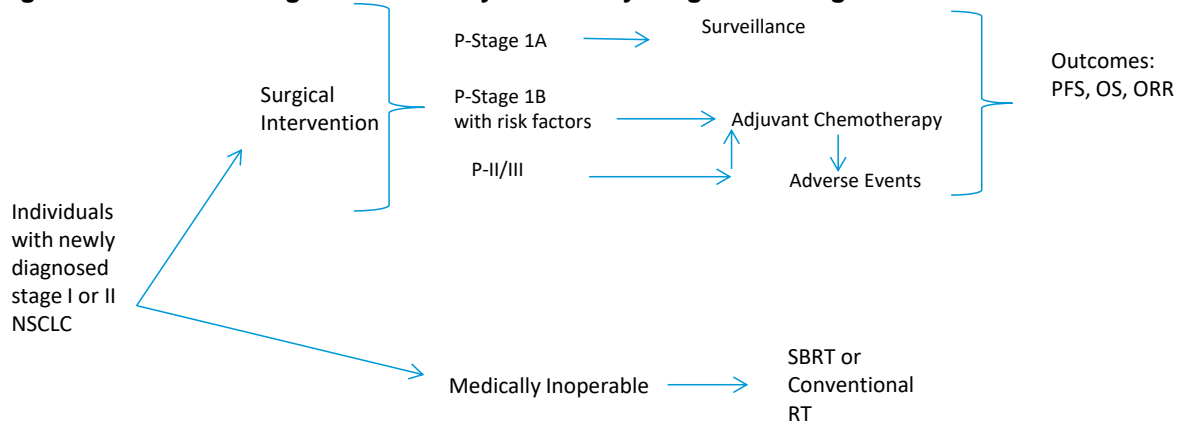 P-Stage 1A
Surveillance
Outcomes:
PFS, OS, ORR
Surgical
Intervention
P-Stage 1B
with risk factors
Adjuvant Chemotherapy
P-II/III
Adverse Events
Individuals
with newly
diagnosed
stage I or II
NSCLC
Medically Inoperable
SBRT or
Conventional
RT